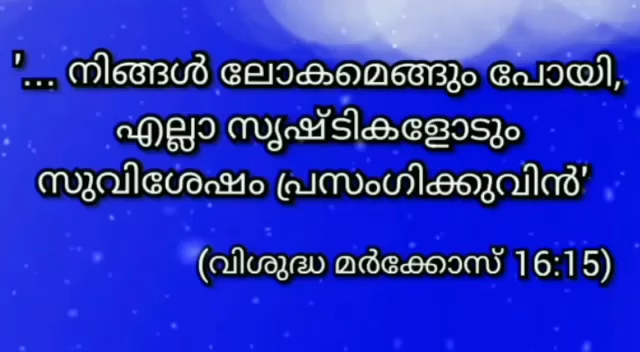 '... നിങ്ങൾ ലോകമെങ്ങും പോയി,
എല്ലാ സൃഷ്ടികളോടും
സുവിശേഷം പ്രസംഗിക്കുവിൻ'
(വിശുദ്ധ മർക്കോസ് 16:15)